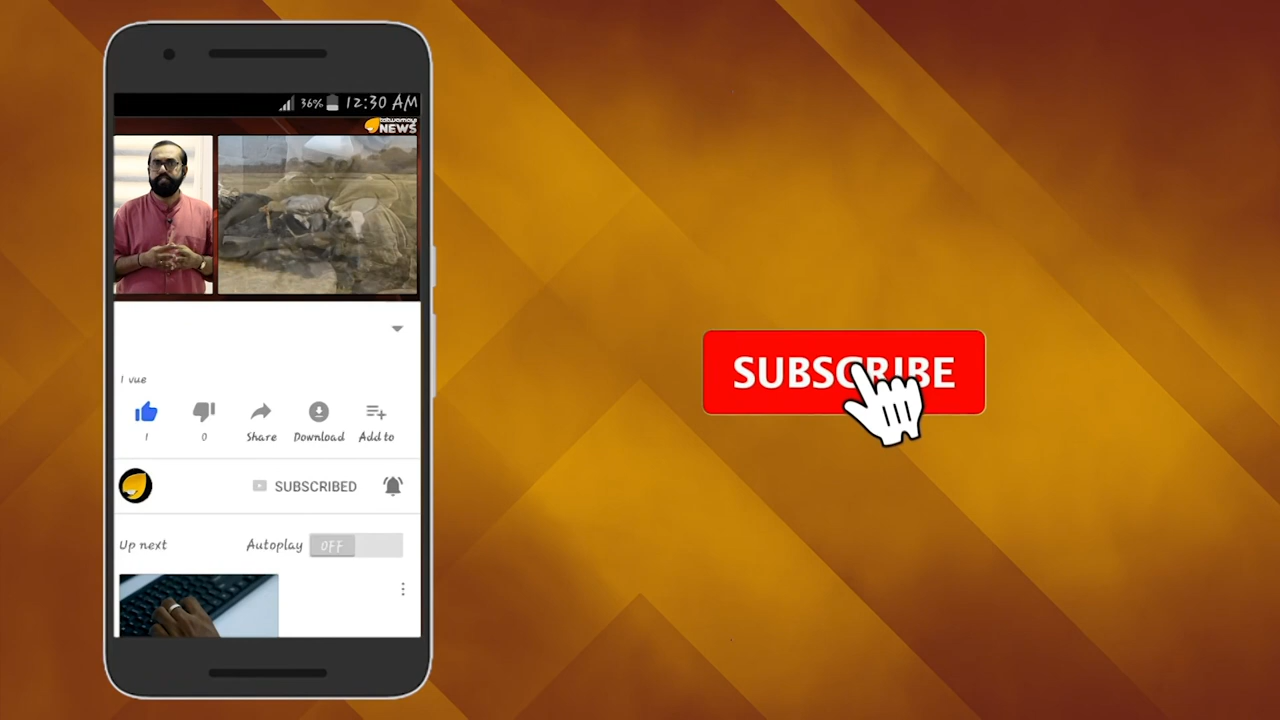 36% 12:30 AM
tatwamayi
NEWS
1 vue
1
0
Share
Download
Add to
SUBSCRIBED
Up next
Autoplay
OFF
SUBSCRIBE